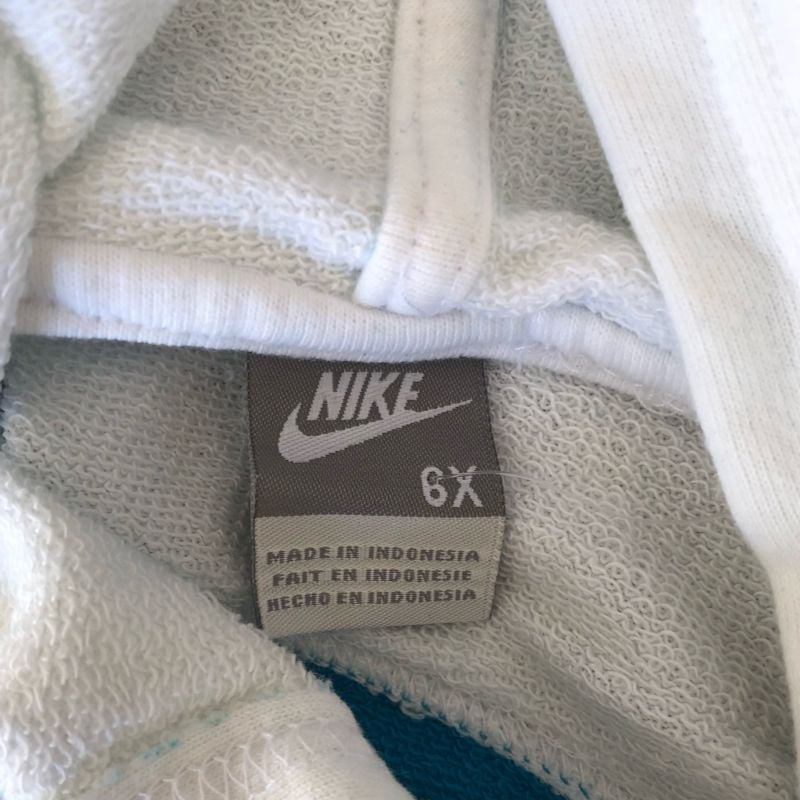 NIKE
6X
MADE IN INDONESIA
FAIT EN INDONESIE
HECHO EN INDONESIA